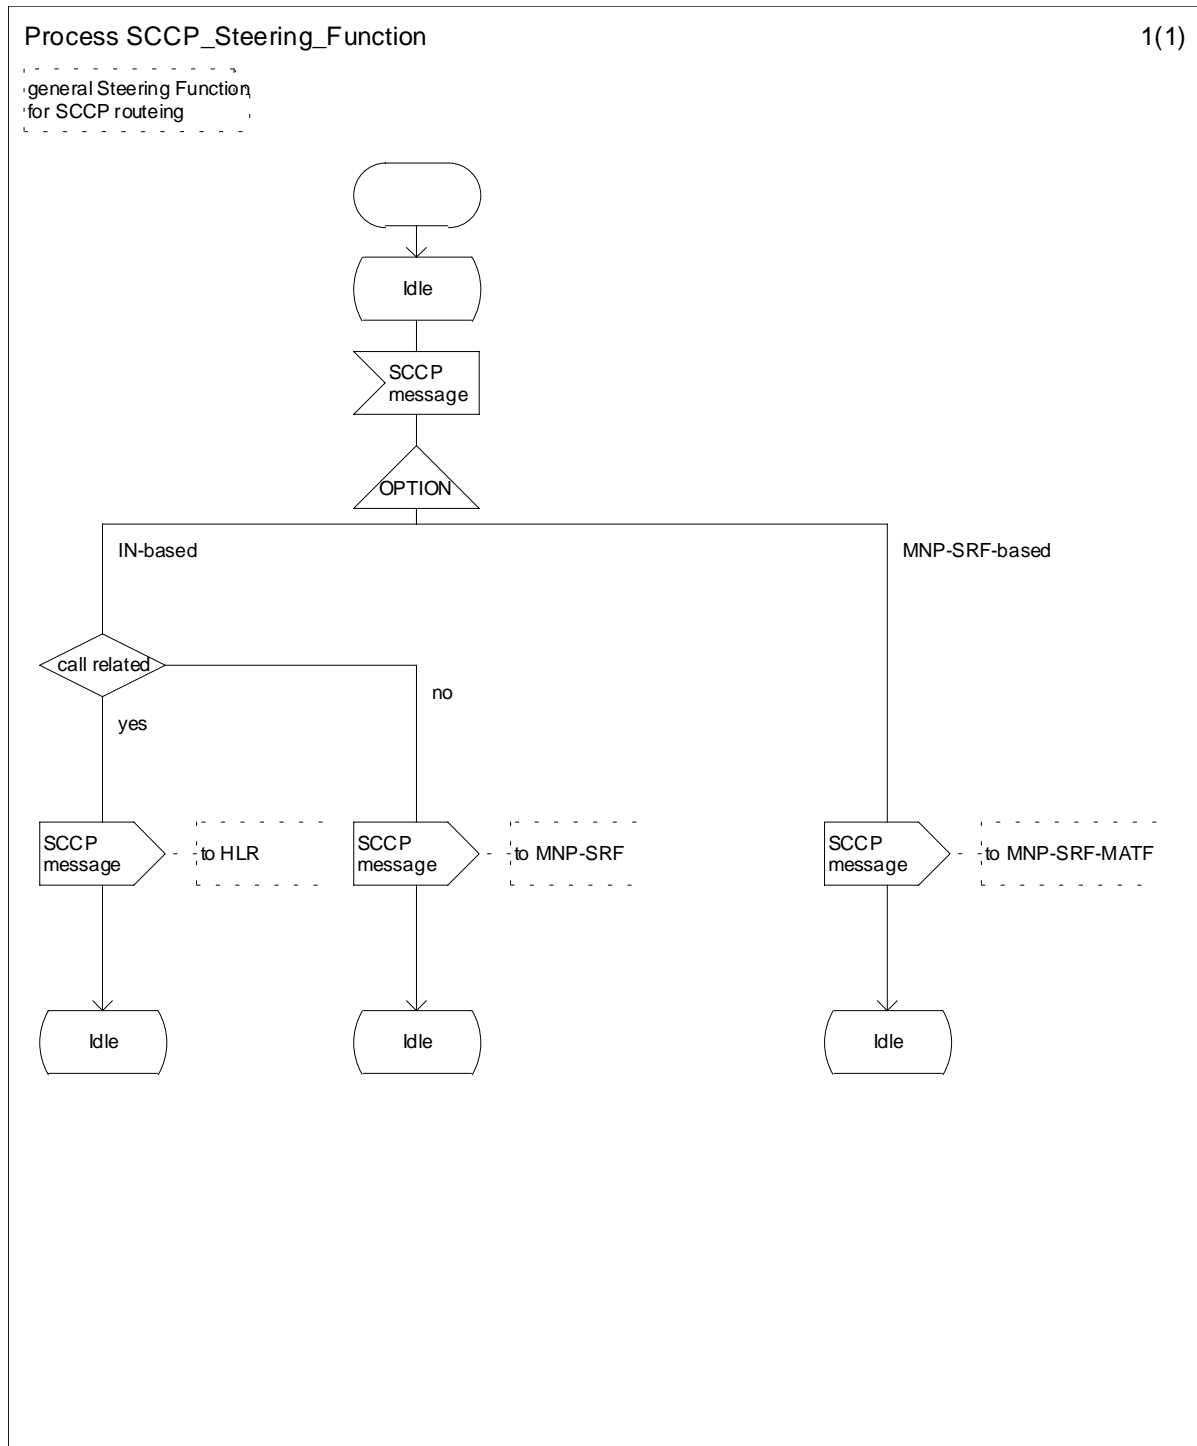 Process SCCP_Steering_Function
1(1)
general Steering Function
for SCCP routeing
Idle
SCCP
message
OPTION
IN-based
MNP-SRF-based
call related
no
yes
SCCP
message
to HLR
SCCP
message
to MNP-SRF
SCCP
message
to MNP-SRF-MATF
Idle
Idle
Idle